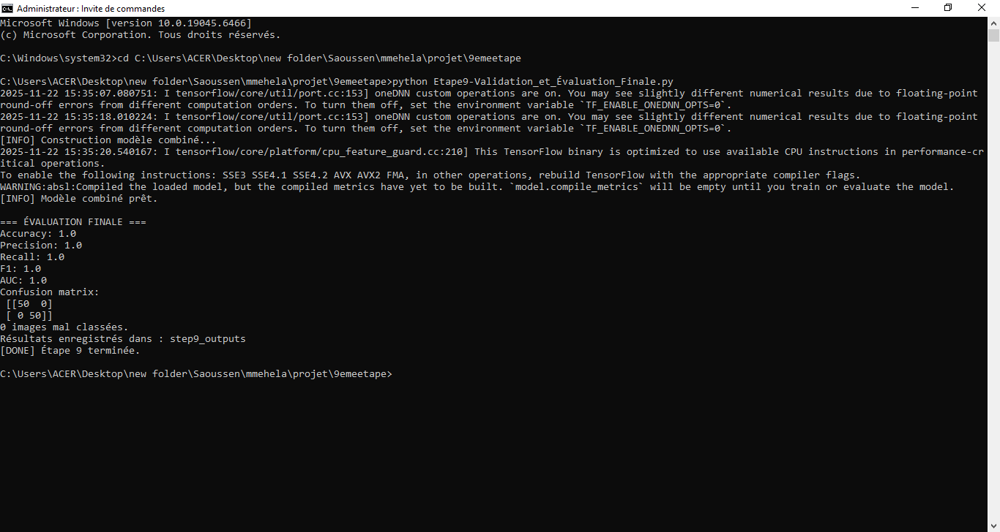 Administrateur : Invite de commandes
Microsoft Windows [version 10.0.19045.6466]
(c) Microsoft Corporation. Tous droits réservés.
C:\Windows\system32>cd C:\Users\ACER\Desktop\new folder\Saoussen\mmehela\projet\9emeetape
C:\Users\ACER\Desktop\new folder\Saoussen\mmehela\projet\9emeetape>python Etape9-Validation_et_Évaluation_Finale.py
2025-11-22 15:35:07.080751: I tensorflow/core/util/port.cc:153] oneDNN custom operations are on. You may see slightly different numerical results due to floating-point
round-off errors from different computation orders. To turn them off, set the environment variable `TF_ENABLE_ONEDNN_OPTS=0`.
2025-11-22 15:35:18.010224: I tensorflow/core/util/port.cc:153] oneDNN custom operations are on. You may see slightly different numerical results due to floating-point
round-off errors from different computation orders. To turn them off, set the environment variable `TF_ENABLE_ONEDNN_OPTS=0`.
[INFO] Construction modèle combiné...
2025-11-22 15:35:20.540167: I tensorflow/core/platform/cpu_feature_guard.cc:210] This TensorFlow binary is optimized to use available CPU instructions in performance-cr
itical operations.
To enable the following instructions: SSE3 SSE4.1 SSE4.2 AVX AVX2 FMA, in other operations, rebuild TensorFlow with the appropriate compiler flags.
WARNING:absl:Compiled the loaded model, but the compiled metrics have yet to be built. `model.compile_metrics` will be empty until you train or evaluate the model.
[INFO] Modèle combiné prêt.
=== ÉVALUATION FINALE ===
Accuracy: 1.0
Precision: 1.0
Recall: 1.0
F1: 1.0
AUC: 1.0
Confusion matrix:
[[50  0]
[ 0 50]]
0 images mal classées.
Résultats enregistrés dans : step9_outputs
[DONE] Étape 9 terminée.
C:\Users\ACER\Desktop\new folder\Saoussen\mmehela\projet\9emeetape>